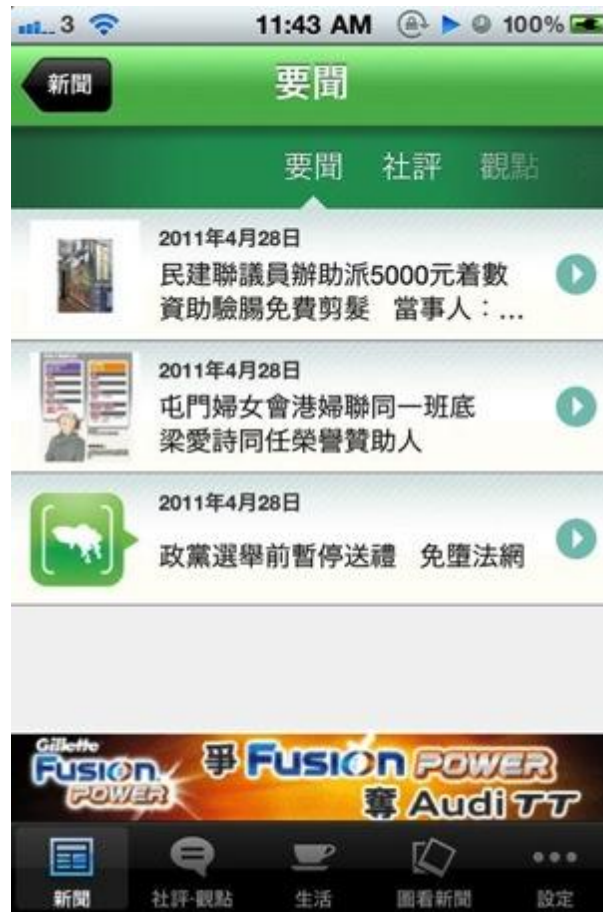 3 11:43 AM 100%
新聞 要聞
要聞 社評 觀點
2011年4月28日
民建聯議員辦助派5000元着數
資助驗腸免費剪髮 當事人：...
2011年4月28日
屯門婦女會港婦聯同一班底
梁愛詩同任榮譽贊助人
2011年4月28日
政黨選舉前暫停送禮 免墮法網
Gillette
Fusion
POWER
爭 Fusion POWER
奪 Audi TT
新聞 社評‧觀點 生活 圖看新聞 設定